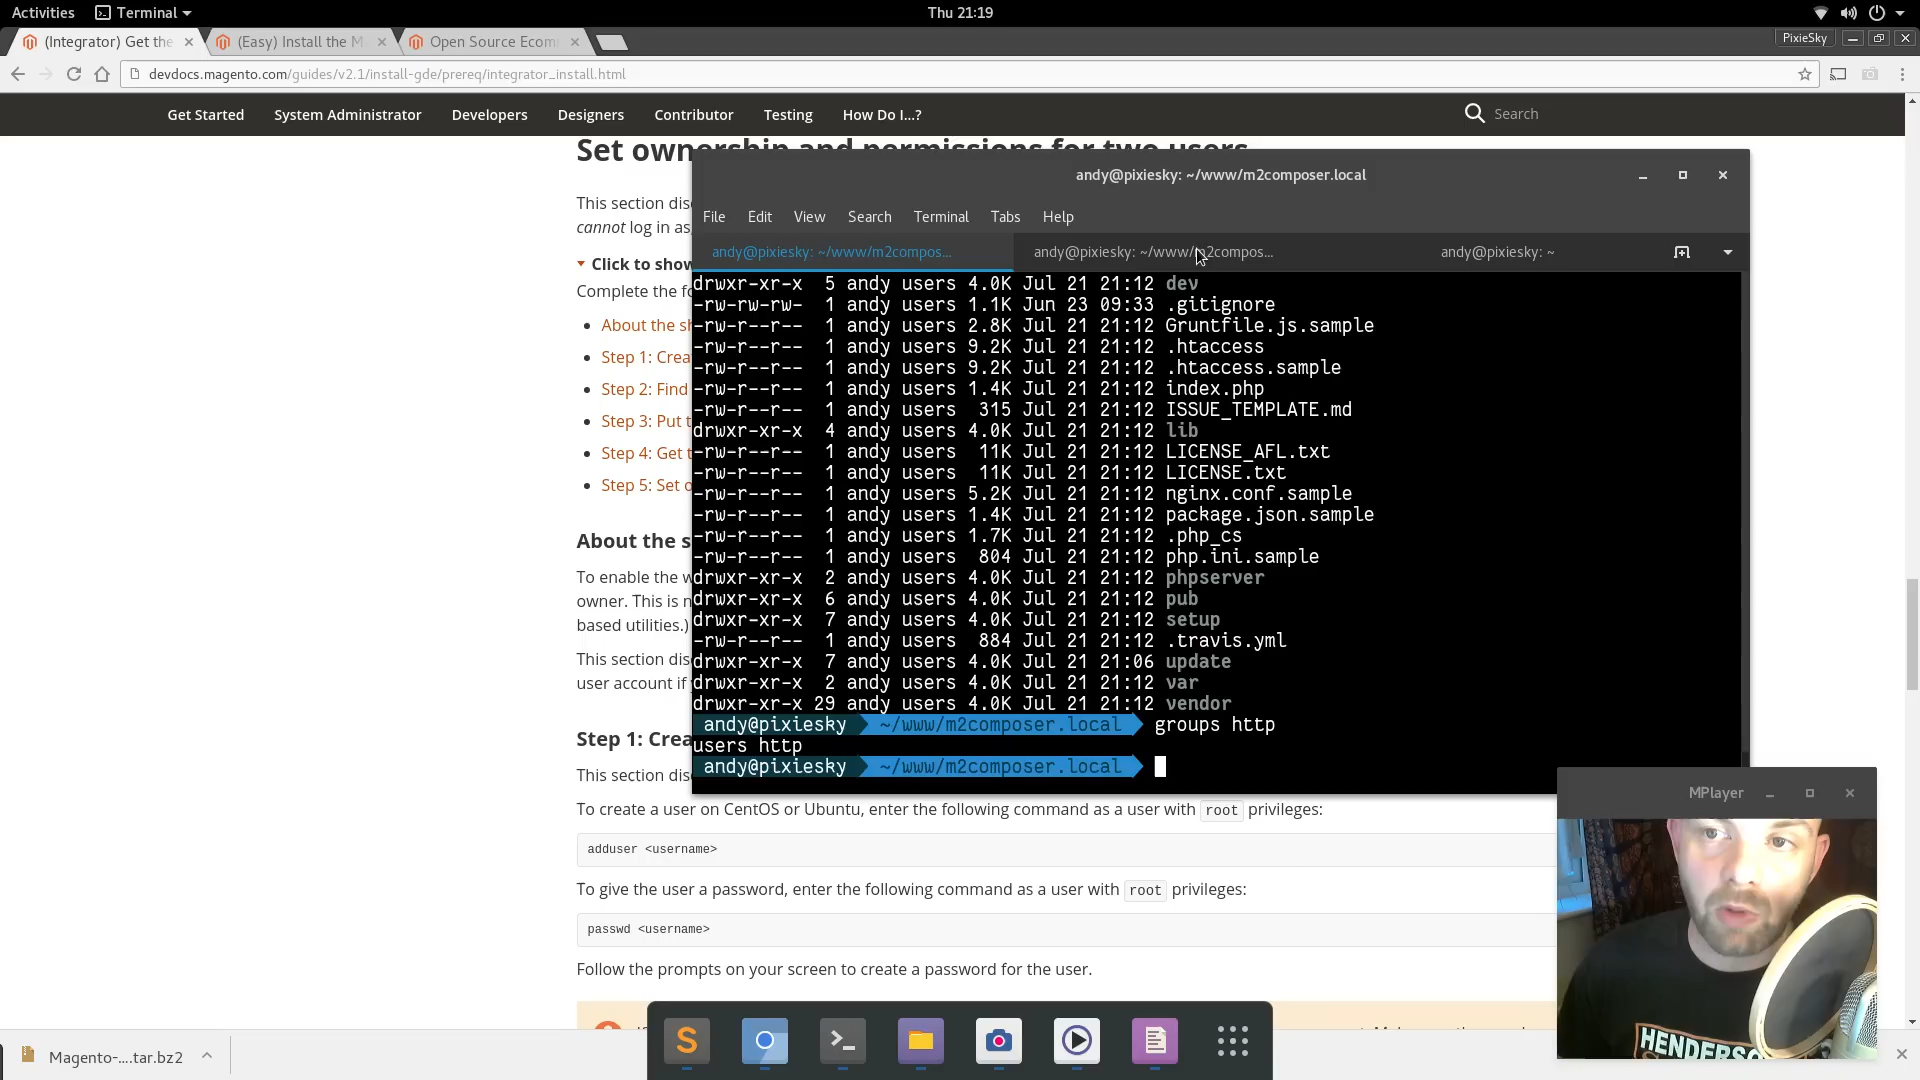 Activities Terminal Thu 21:19
(Integrator) Get the (Easy) Install the M Open Source Ecom PixieSky
devdocs.magento.com/guides/v2.1/install-gde/prereq/integrator_install.html
Get Started System Administrator Developers Designers Contributor Testing How Do I...? Search
Set ownership and permissions for two users
This section dis
cannot log in as,
Click to show
Complete the fo
About the sh
Step 1: Crea
Step 2: Find
Step 3: Put t
Step 4: Get t
Step 5: Set o
About the s
To enable the w
owner. This is n
based utilities.)
This section dis
user account if y
Step 1: Crea
This section dis
andy@pixiesky: ~/www/m2composer.local
File Edit View Search Terminal Tabs Help
andy@pixiesky: ~/www/m2compos... andy@pixiesky: ~/www/m2compos... andy@pixiesky: ~
drwxr-xr-x 5 andy users 4.0K Jul 21 21:12 dev
-rw-rw-rw- 1 andy users 1.1K Jun 23 09:33 .gitignore
-rw-r--r-- 1 andy users 2.8K Jul 21 21:12 Gruntfile.js.sample
-rw-r--r-- 1 andy users 9.2K Jul 21 21:12 .htaccess
-rw-r--r-- 1 andy users 9.2K Jul 21 21:12 .htaccess.sample
-rw-r--r-- 1 andy users 1.4K Jul 21 21:12 index.php
-rw-r--r-- 1 andy users 315 Jul 21 21:12 ISSUE_TEMPLATE.md
drwxr-xr-x 4 andy users 4.0K Jul 21 21:12 lib
-rw-r--r-- 1 andy users 11K Jul 21 21:12 LICENSE_AFL.txt
-rw-r--r-- 1 andy users 11K Jul 21 21:12 LICENSE.txt
-rw-r--r-- 1 andy users 5.2K Jul 21 21:12 nginx.conf.sample
-rw-r--r-- 1 andy users 1.4K Jul 21 21:12 package.json.sample
-rw-r--r-- 1 andy users 1.7K Jul 21 21:12 .php_cs
-rw-r--r-- 1 andy users 804 Jul 21 21:12 php.ini.sample
drwxr-xr-x 2 andy users 4.0K Jul 21 21:12 phpserver
drwxr-xr-x 6 andy users 4.0K Jul 21 21:12 pub
drwxr-xr-x 7 andy users 4.0K Jul 21 21:12 setup
-rw-r--r-- 1 andy users 884 Jul 21 21:12 .travis.yml
drwxr-xr-x 7 andy users 4.0K Jul 21 21:06 update
drwxr-xr-x 2 andy users 4.0K Jul 21 21:12 var
drwxr-xr-x 29 andy users 4.0K Jul 21 21:12 vendor
andy@pixiesky ~/www/m2composer.local groups http
users http
andy@pixiesky ~/www/m2composer.local
To create a user on CentOS or Ubuntu, enter the following command as a user with root privileges:
adduser <username>
To give the user a password, enter the following command as a user with root privileges:
passwd <username>
Follow the prompts on your screen to create a password for the user.
MPlayer
HENDERSO
Magento-....tar.bz2